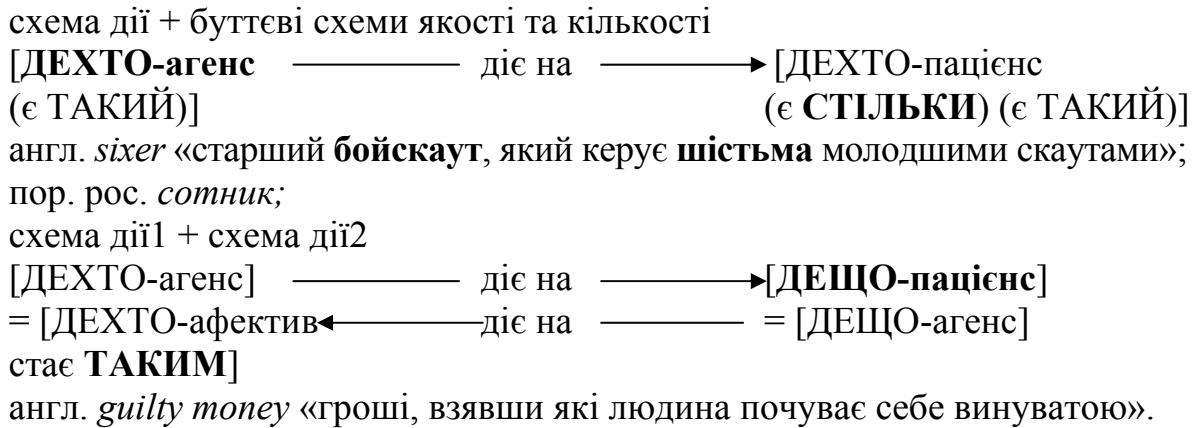 схема дії + буттєві схеми якості та кількості
[ДЕХТО-агенс діє на [ДЕХТО-пацієнс
(є ТАКИЙ)] (є СТІЛЬКИ) (є ТАКИЙ)]
англ. sixer «старший бойскаут, який керує шістьма молодшими скаутами»;
пор. рос. сотник;
схема дії1 + схема дії2
[ДЕХТО-агенс] діє на [ДЕЩО-пацієнс]
= [ДЕХТО-афектив діє на = [ДЕЩО-агенс]
стає ТАКИМ]
англ. guilty money «гроші, взявши які людина почуває себе винуватою».